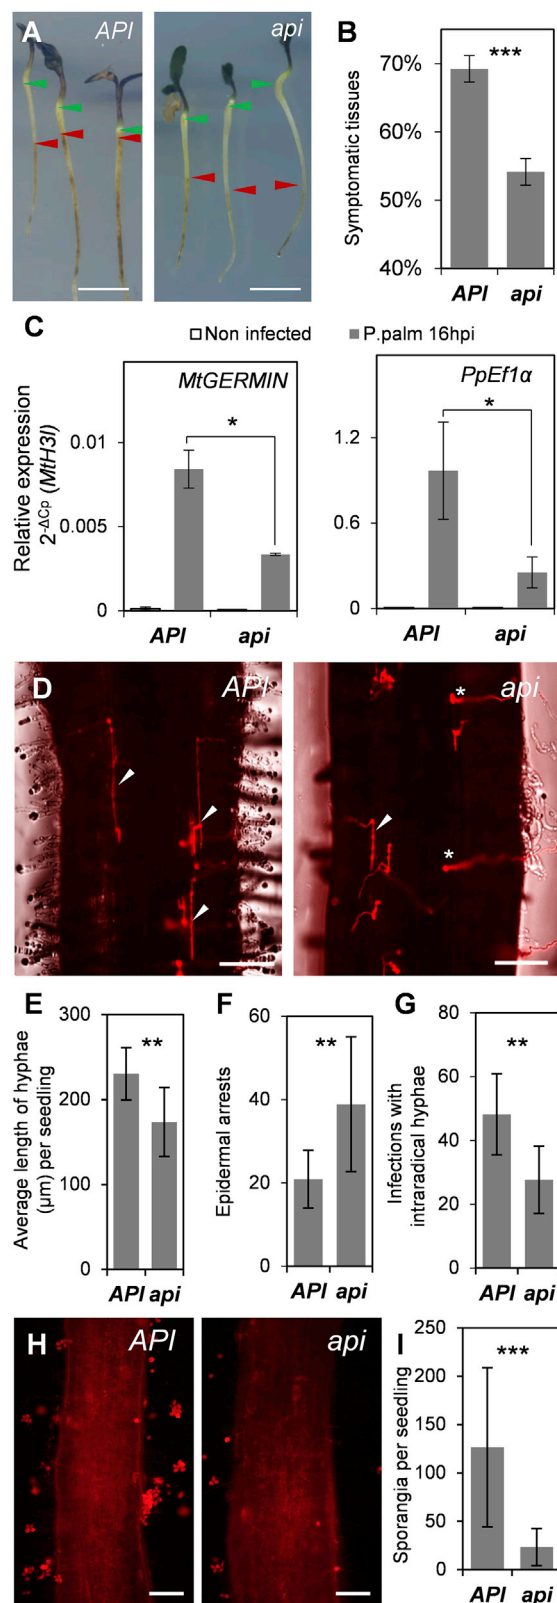 A
API
api
B
***
70%
60%
50%
40%
Symptomatic tissues
API api
C
Non infected
P.palm 16hpi
MtGERMIN
*
0.01
0.005
0
Relative expression
2-ΔCp (MtH3l)
API api
PpEf1α
*
1.2
0.6
0
API api
D
API
api
*
*
E
300
200
100
0
**
Average length of hyphae
(μm) per seedling
API api
F
60
40
20
0
**
Epidermal arrests
API api
G
80
60
40
20
0
**
Infections with
intraradical hyphae
API api
H
API
api
I
250
200
150
100
50
0
***
Sporangia per seedling
API api